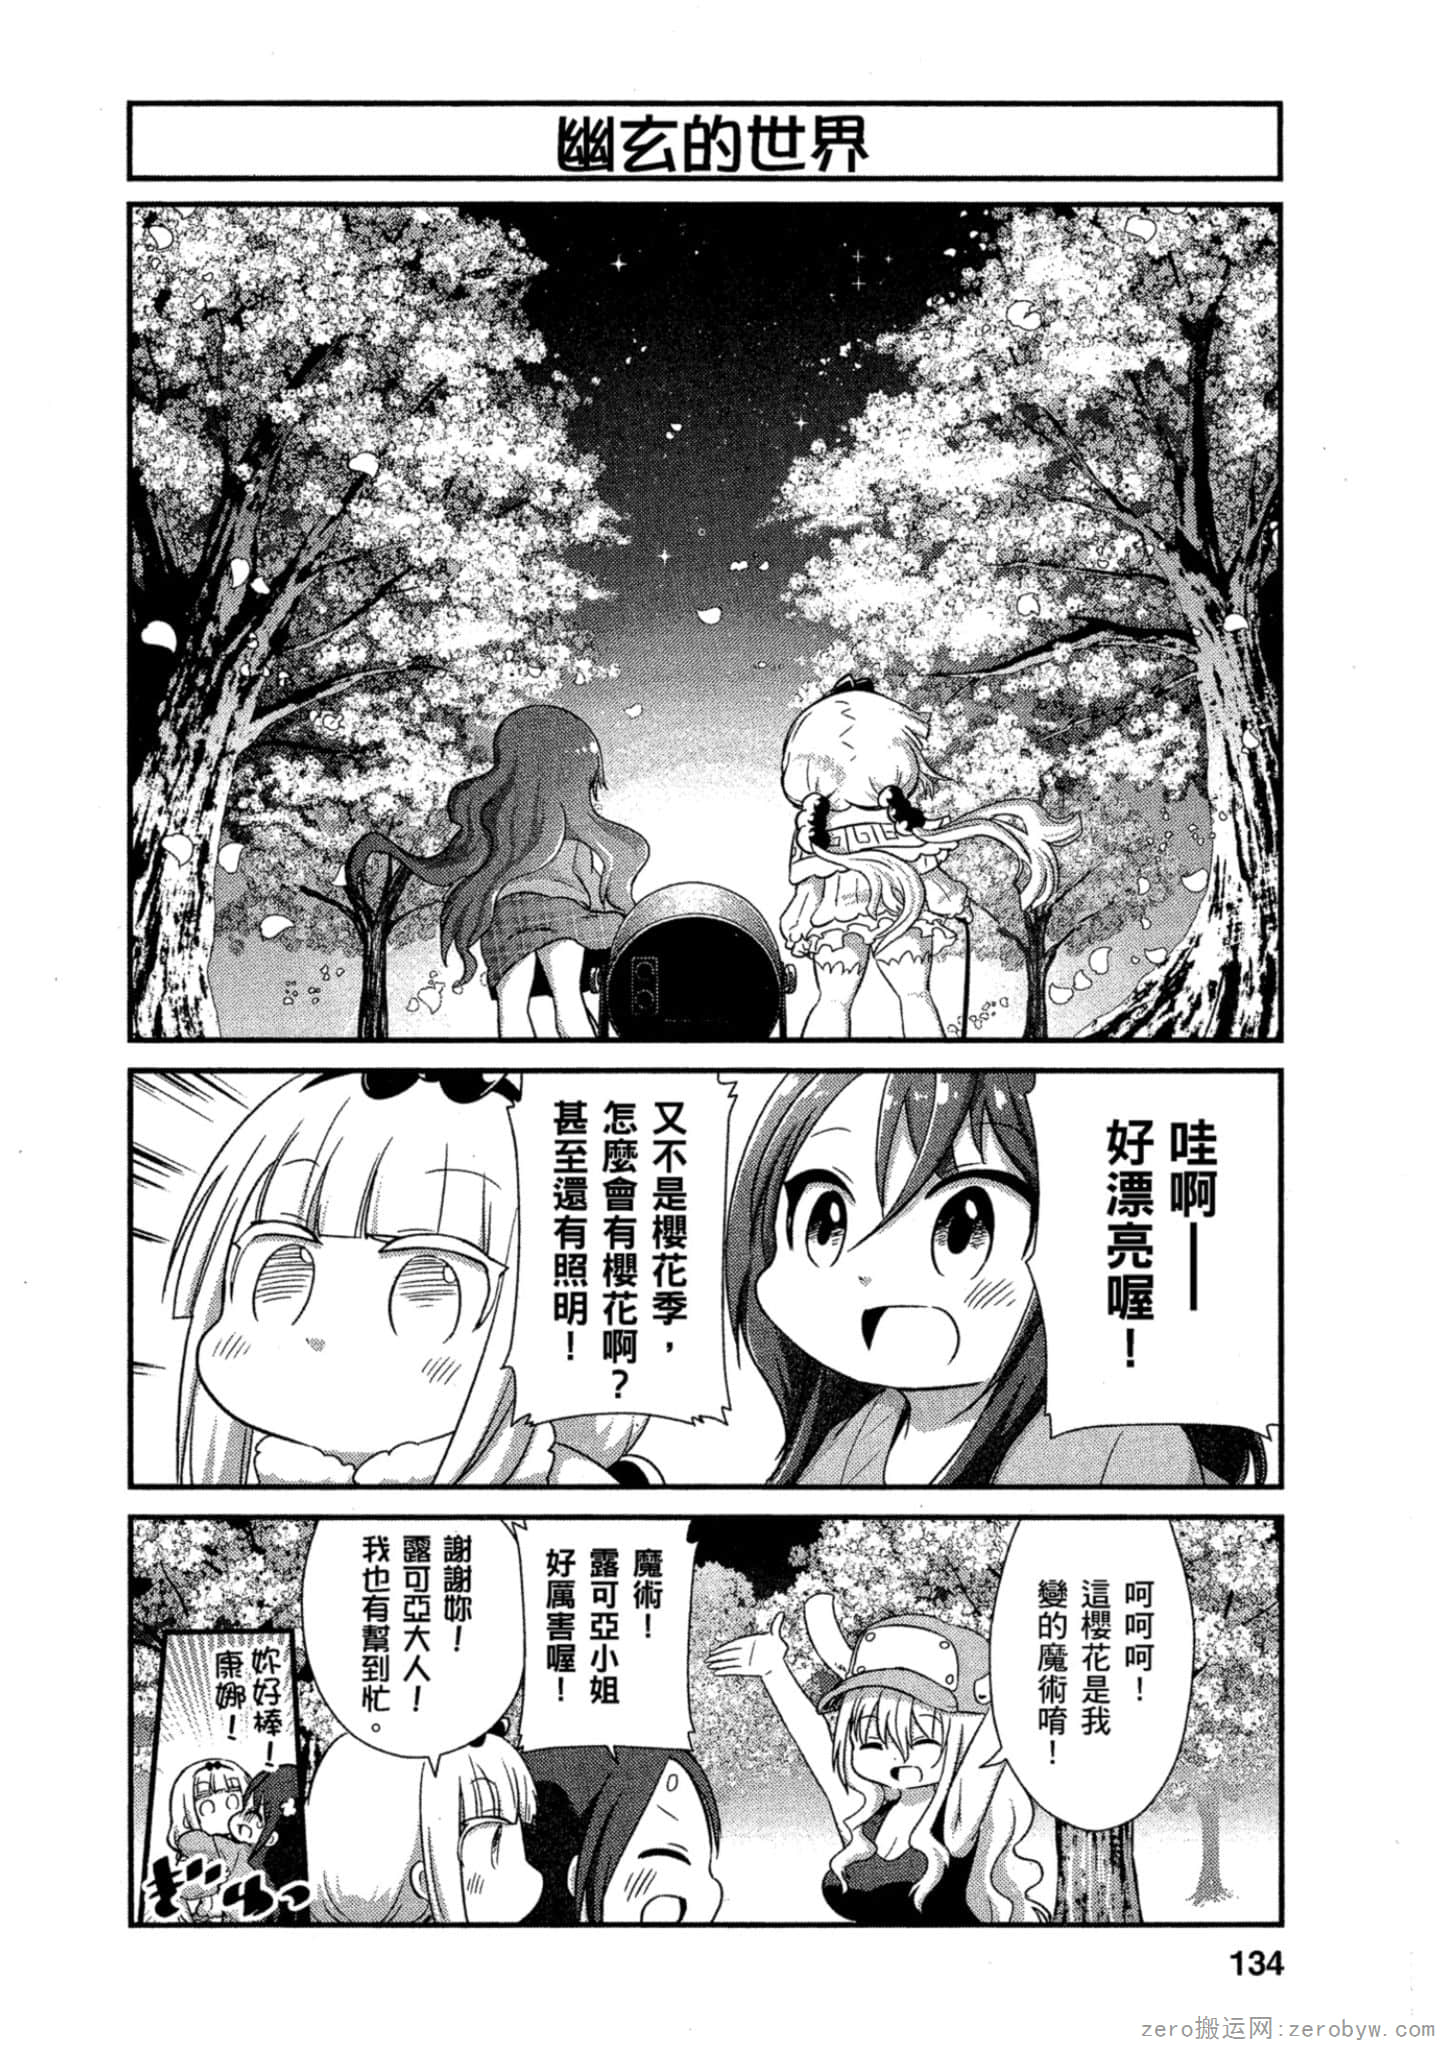 幽玄的世界
哇啊——
好漂亮喔！
又不是櫻花季，
怎麼會有櫻花啊？
甚至還有照明！
呵呵呵！
這櫻花是我
變的魔術唷！
魔術！
露可亞小姐
好厲害喔！
謝謝妳！
露可亞大人！
我也有幫到忙。
妳好棒！
康娜！
ぎゅっ
134
zero搬运网:zerobyw.com